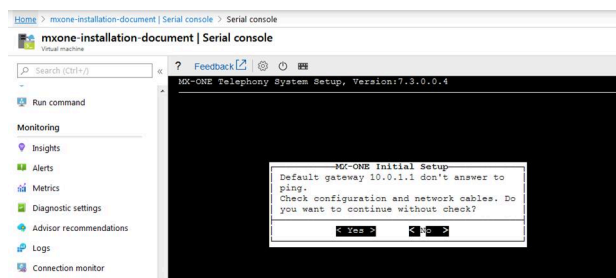 Home > mxone-installation-document | Serial console > Serial console
mxone-installation-document | Serial console
Virtual machine
Search (Ctrl+/)
«
? Feedback
Run command
Monitoring
Insights
Alerts
Metrics
Diagnostic settings
Advisor recommendations
Logs
Connection monitor
MX-ONE Telephony System Setup, Version:7.3.0.0.4
MX-ONE Initial Setup
Default gateway 10.0.1.1 don't answer to
ping.
Check configuration and network cables. Do
you want to continue without check?
< Yes > < No >